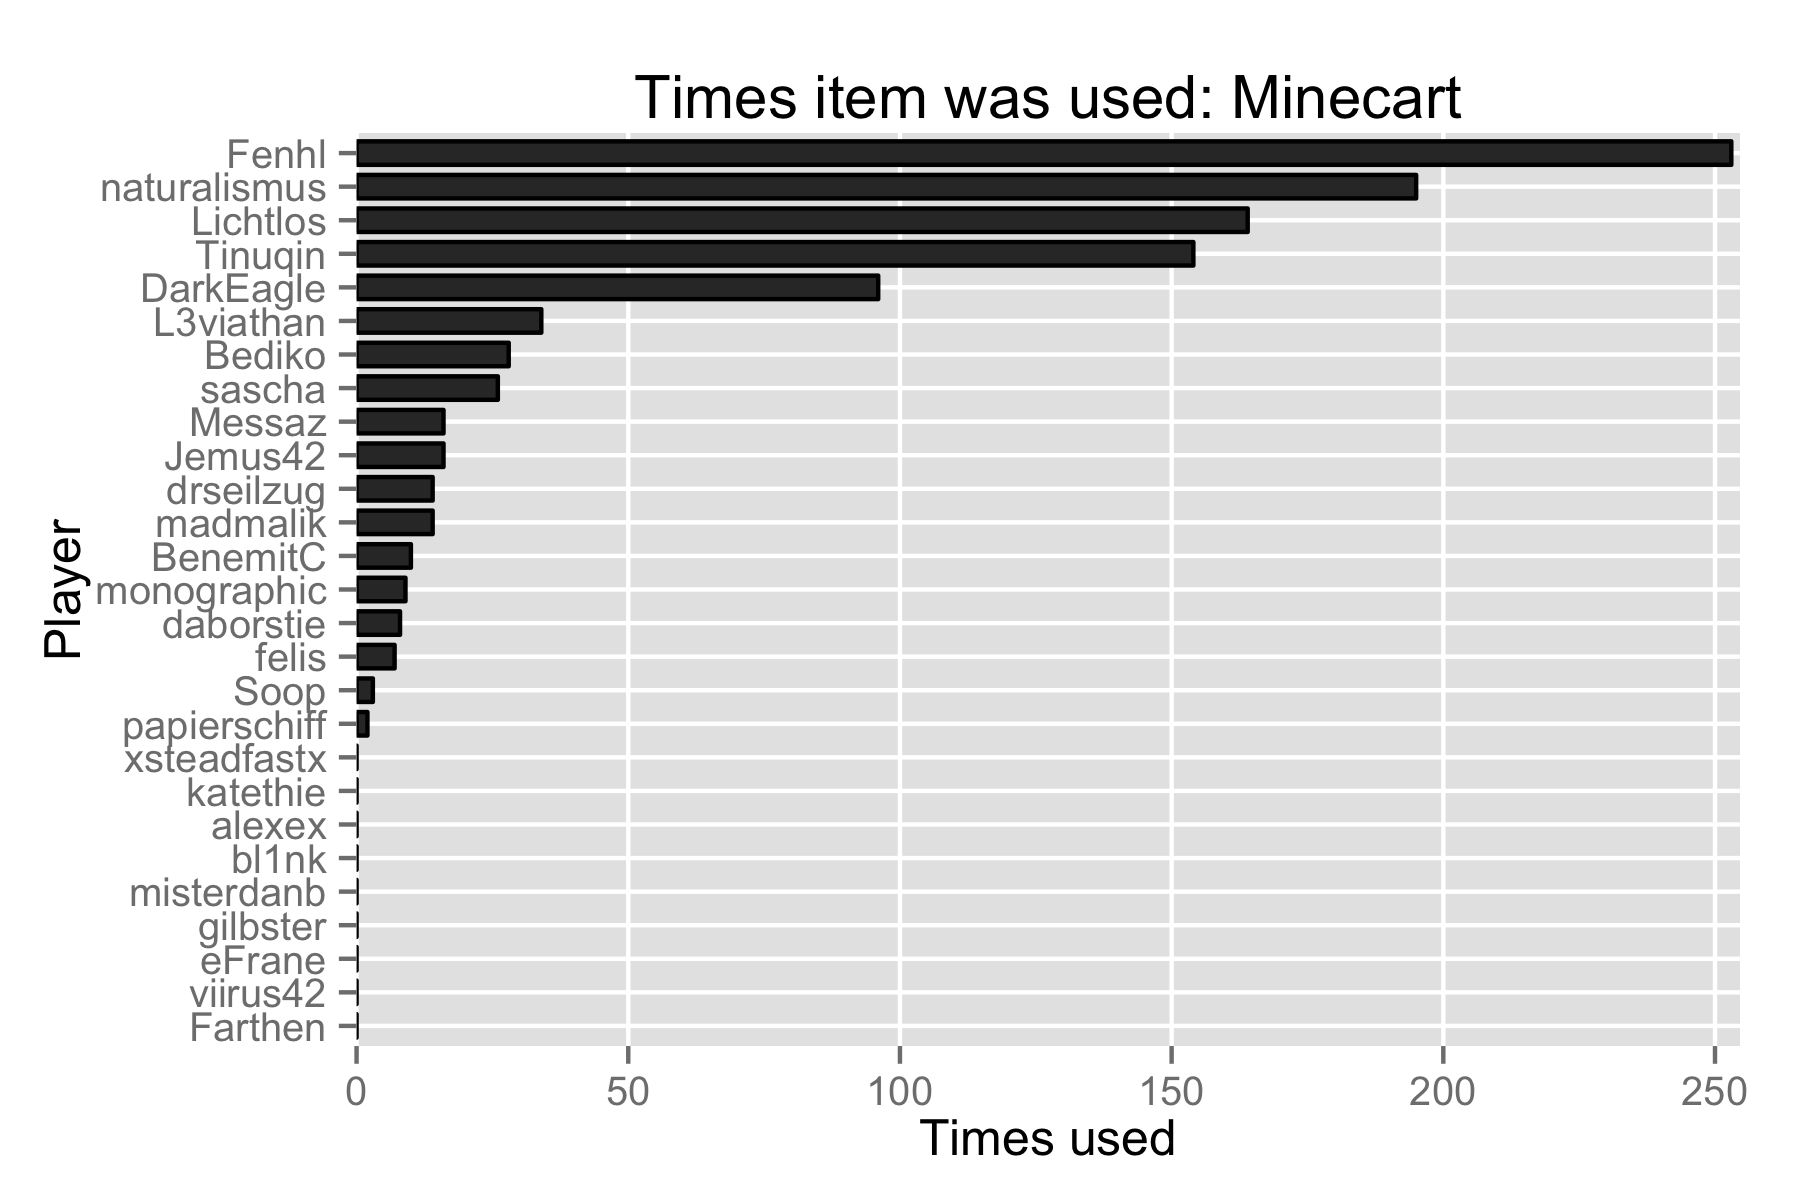 Times item was used: Minecart
Fenhl
naturalismus
Lichtlos
Tinuqin
DarkEagle
L3viathan
Bediko
sascha
Messaz
Jemus42
drseilzug
madmalik
BenemitC
monographic
daborstie
felis
Soop
papierschiff
xsteadfastx
katethie
alexex
bl1nk
misterdanb
gilbster
eFrane
viirus42
Farthen
Player
0 50 100 150 200 250
Times used